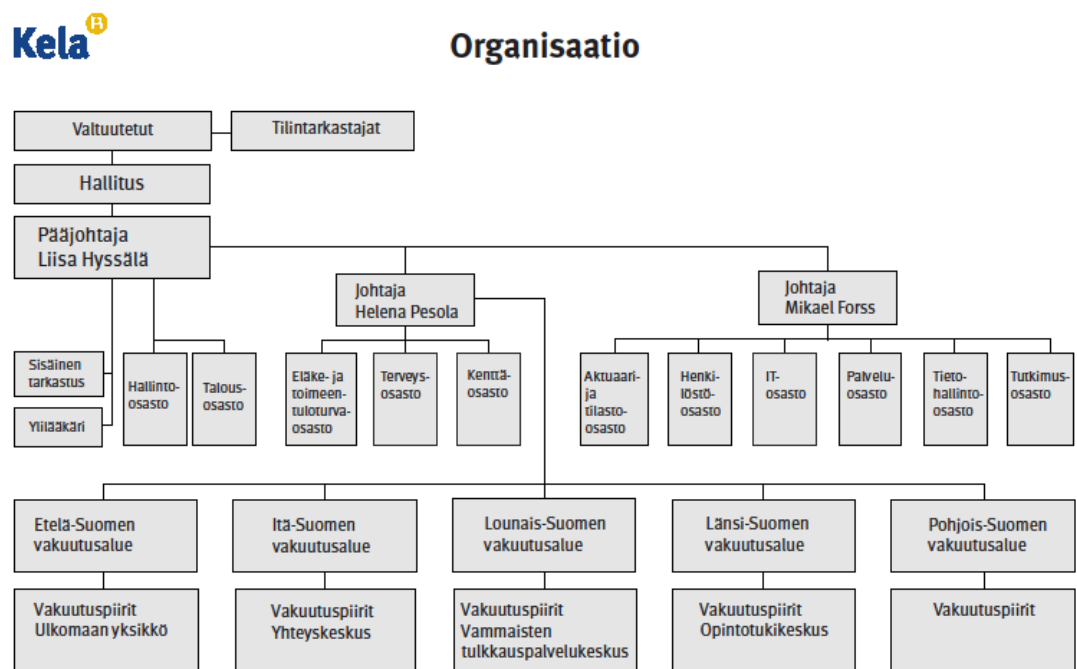 Kela
Organisaatio
Valtuutetut
Tilintarkastajat
Hallitus
Pääjohtaja
Liisa Hyssälä
Johtaja
Helena Pesola
Johtaja
Mikael Forss
Sisäinen
tarkastus
Ylilääkäri
Hallinto-
osasto
Talous-
osasto
Eläke- ja
toimeen-
tuloturva-
osasto
Terveys-
osasto
Kenttä-
osasto
Aktuaari-
ja
tilasto-
osasto
Henki-
löstö-
osasto
IT-
osasto
Palvelu-
osasto
Tieto-
hallinto-
osasto
Tutkimus-
osasto
Etelä-Suomen
vakuutusalue
Itä-Suomen
vakuutusalue
Lounais-Suomen
vakuutusalue
Länsi-Suomen
vakuutusalue
Pohjois-Suomen
vakuutusalue
Vakuutuspiirit
Ulkomaan yksikkö
Vakuutuspiirit
Yhteyskeskus
Vakuutuspiirit
Vammaisten
tulkkauspalvelukeskus
Vakuutuspiirit
Opintotukikeskus
Vakuutuspiirit